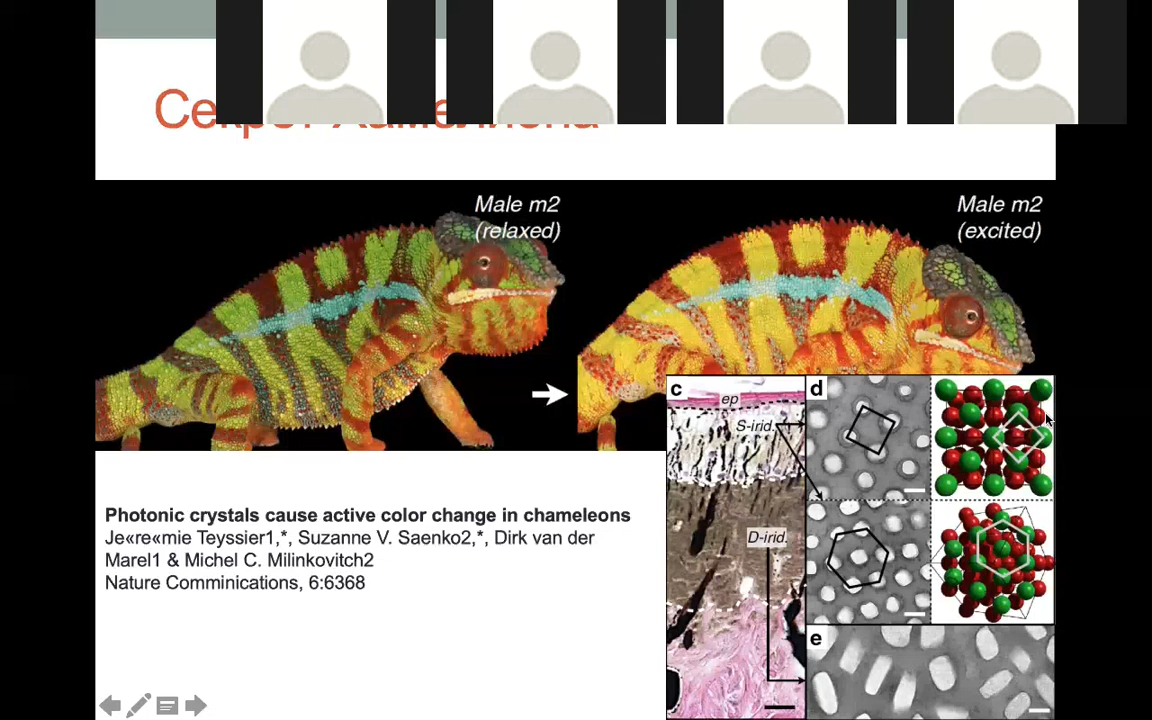 Male m2
(relaxed)
Male m2
(excited)
c
ep
S-irid.
D-irid.
d
e
Photonic crystals cause active color change in chameleons
Je«re«mie Teyssier1,*, Suzanne V. Saenko2,*, Dirk van der
Marel1 & Michel C. Milinkovitch2
Nature Comminications, 6:6368